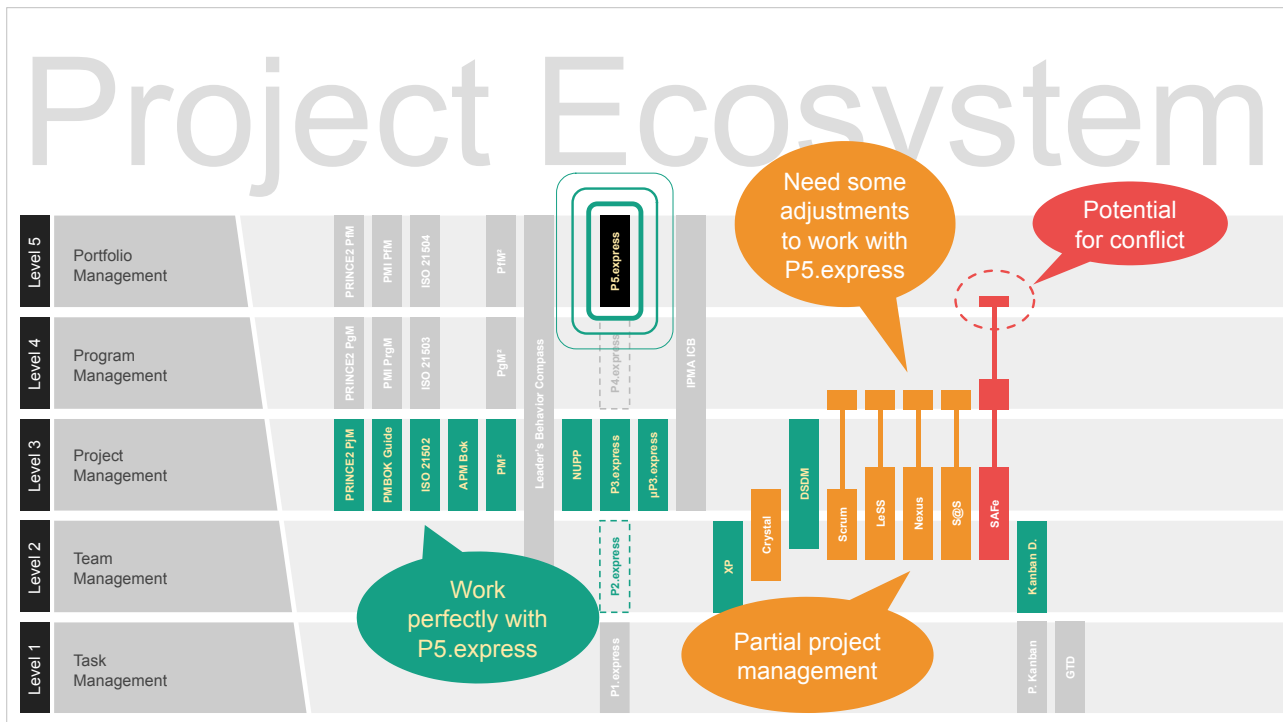 Project Ecosystem
Need some
adjustments
to work with
P5.express
Potential
for conflict
Level 5
Portfolio
Management
PRINCE2 PfM
PMI PfM
ISO 21504
PfM²
P5.express
Level 4
Program
Management
PRINCE2 PgM
PMI PrgM
ISO 21503
PgM²
Leader's Behavior Compass
P4.express
IPMA ICB
Level 3
Project
Management
PRINCE2 PjM
PMBOK Guide
ISO 21502
APM Bok
PM²
NUPP
P3.express
µP3.express
DSDM
Scrum
LeSS
Nexus
S@S
SAFe
Level 2
Team
Management
P2.express
XP
Crystal
Kanban D.
Work
perfectly with
P5.express
Partial project
management
Level 1
Task
Management
P1.express
P. Kanban
GTD